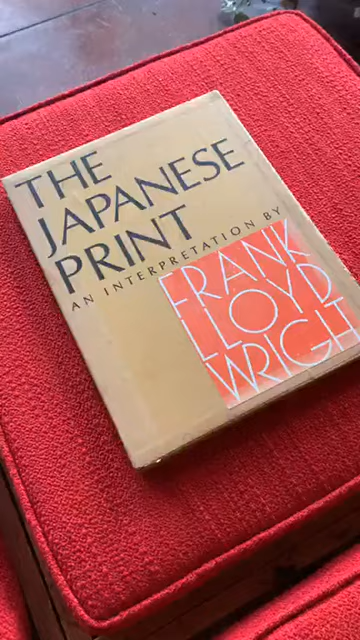 THE
JAPANESE
PRINT
AN INTERPRETATION BY
FRANK
LLOYD
WRIGHT